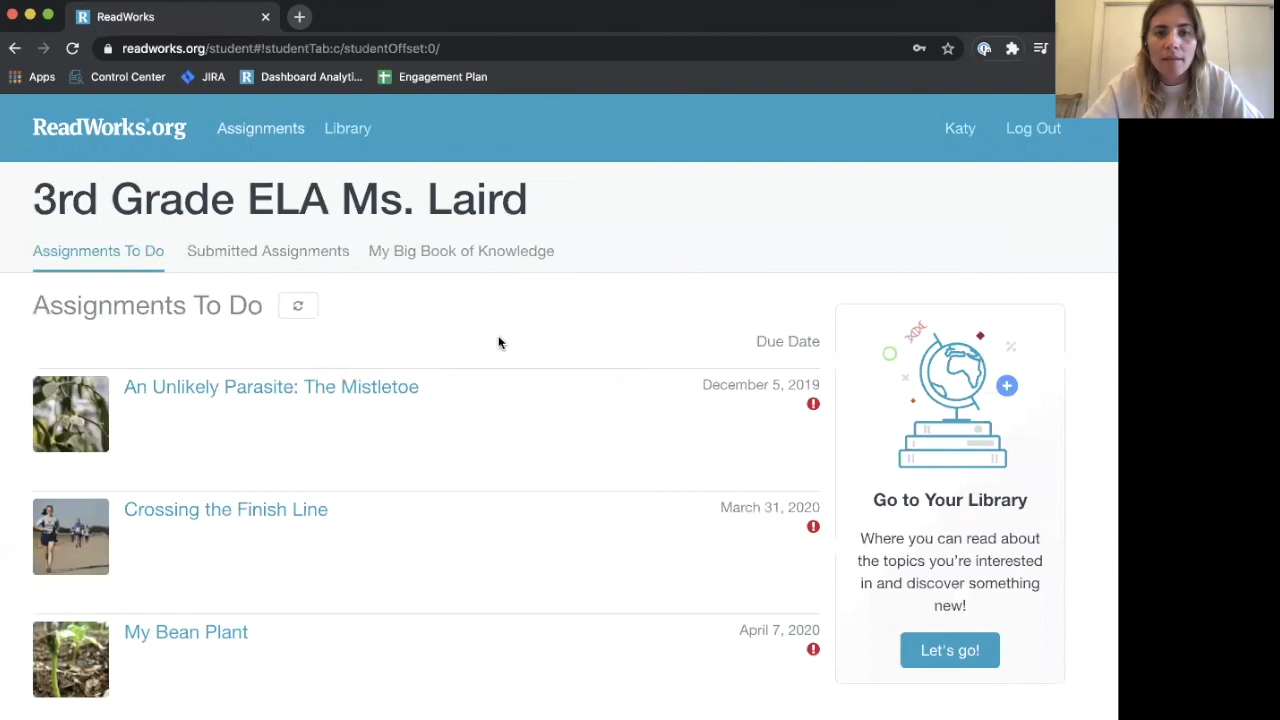 ReadWorks
readworks.org/student#!studentTab:c/studentOffset:0/
Apps Control Center JIRA Dashboard Analyti... Engagement Plan
ReadWorks.org Assignments Library Katy Log Out
3rd Grade ELA Ms. Laird
Assignments To Do Submitted Assignments My Big Book of Knowledge
Assignments To Do
Due Date
An Unlikely Parasite: The Mistletoe December 5, 2019
Crossing the Finish Line March 31, 2020
My Bean Plant April 7, 2020
Go to Your Library
Where you can read about
the topics you're interested
in and discover something
new!
Let's go!